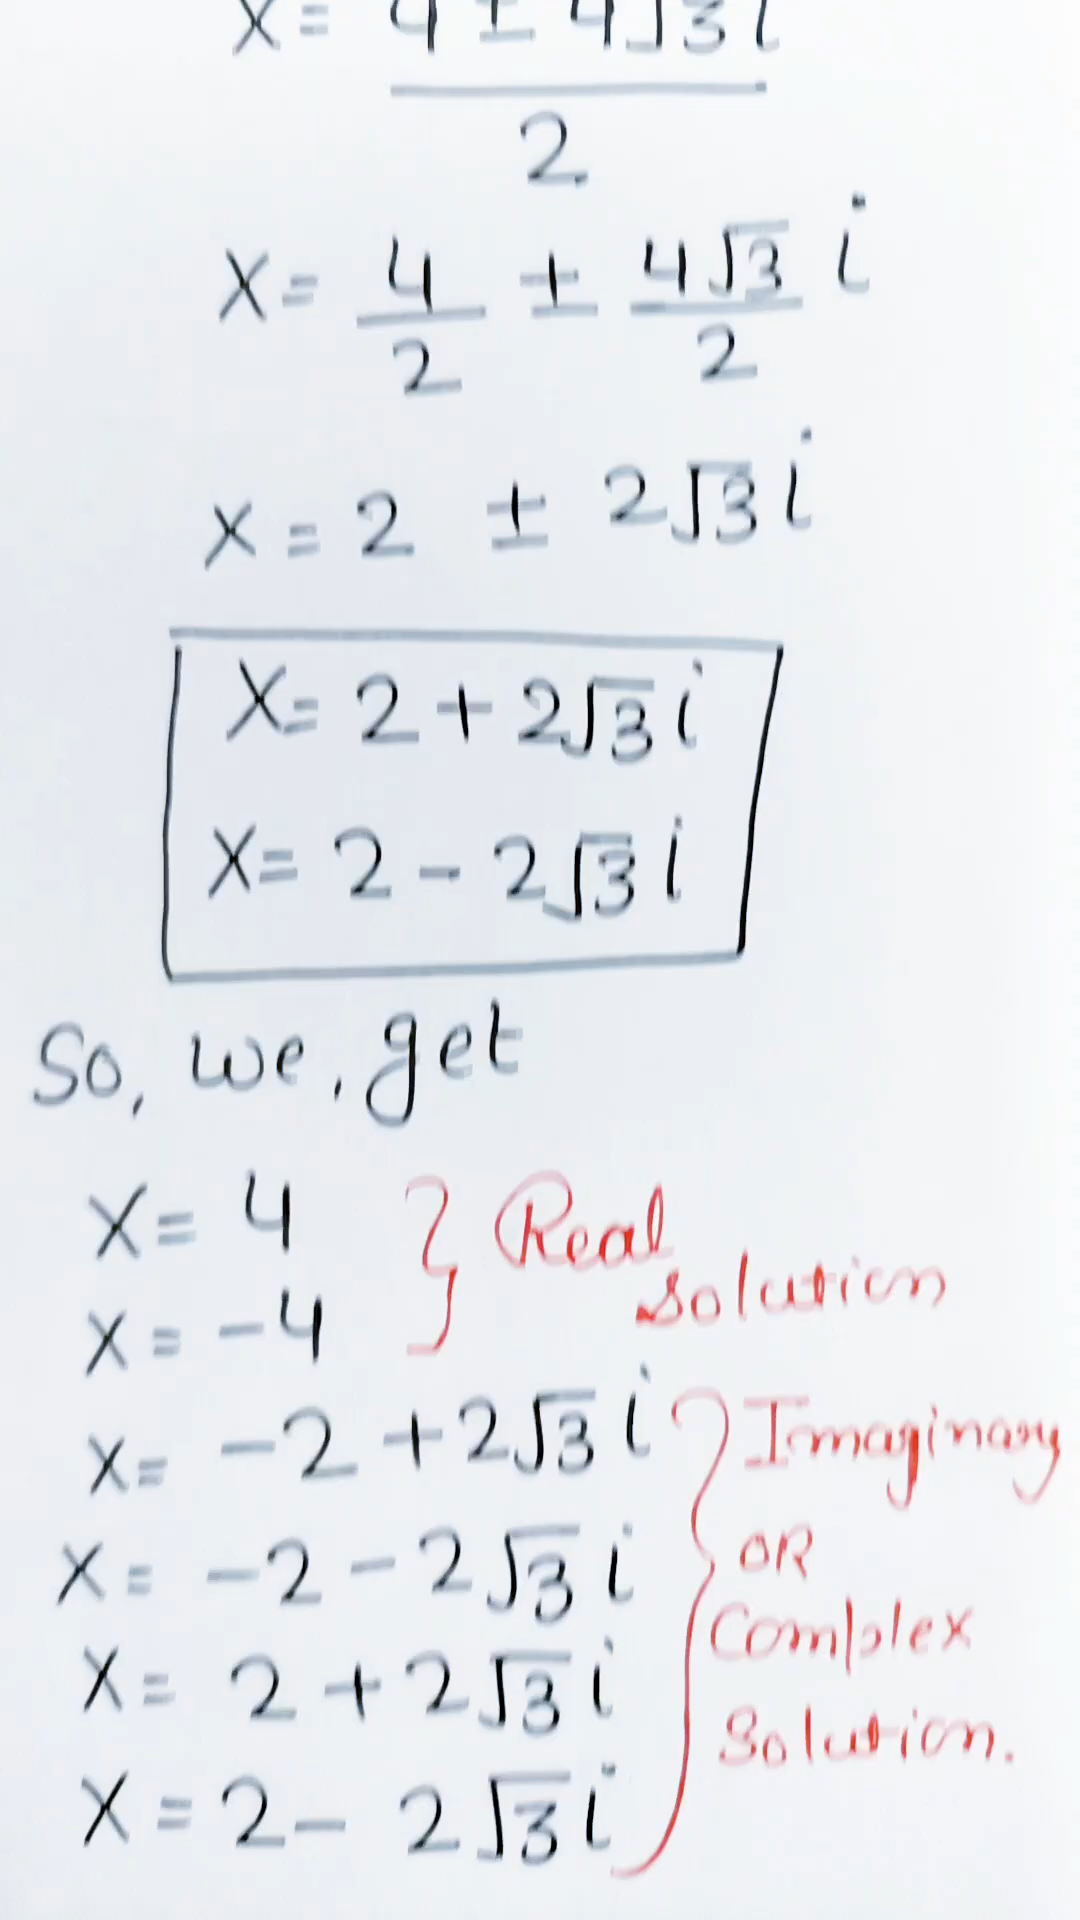 x = 4 ± 4√3 i
2
x = 4/2 ± 4√3/2 i
x = 2 ± 2√3 i
x = 2 + 2√3 i
x = 2 - 2√3 i
So, we, get
x = 4
x = -4
} Real solution
x = -2 + 2√3 i
x = -2 - 2√3 i
x = 2 + 2√3 i
x = 2 - 2√3 i
} Imaginary
OR
Complex
Solution.